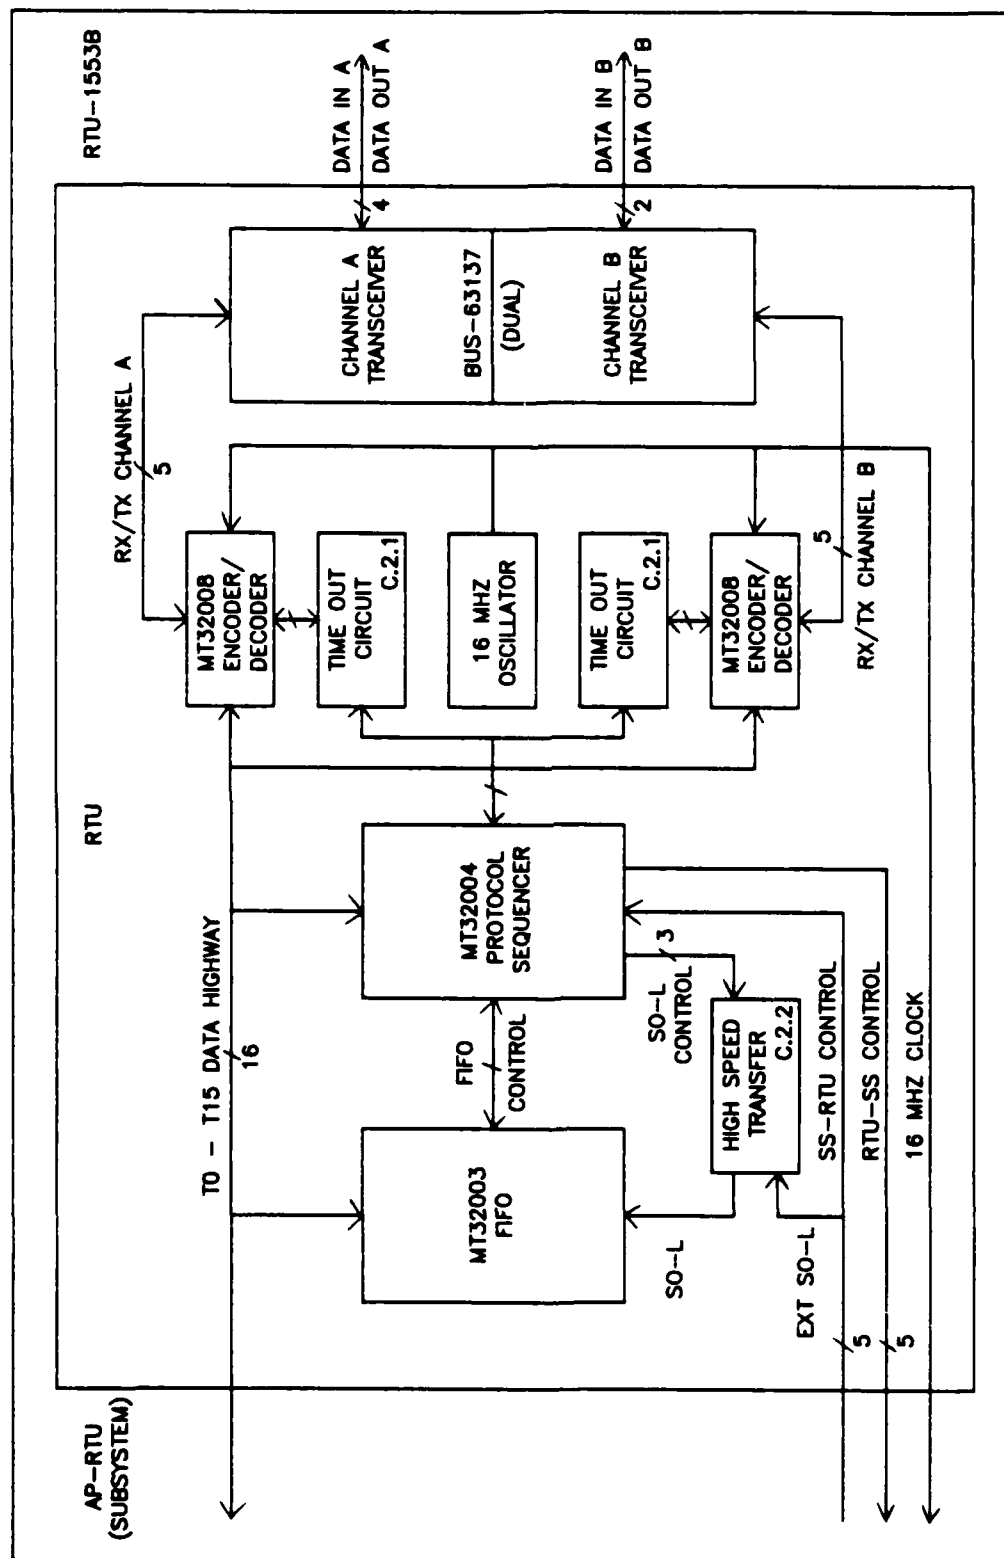 AP-RTU
(SUBSYSTEM)
RTU
RTU-1553B
TO - T15 DATA HIGHWAY
16
RX/TX CHANNEL A
5
MT32008
ENCODER/
DECODER
TIME OUT
CIRCUIT
C.2.1
16 MHZ
OSCILLATOR
TIME OUT
CIRCUIT
C.2.1
MT32008
ENCODER/
DECODER
5
RX/TX CHANNEL B
CHANNEL A
TRANSCEIVER
BUS-63137
(DUAL)
CHANNEL B
TRANSCEIVER
4
DATA IN A
DATA OUT A
2
DATA IN B
DATA OUT B
MT32003
FIFO
FIFO
CONTROL
MT32004
PROTOCOL
SEQUENCER
SO-L
SO-L
CONTROL
3
HIGH SPEED
TRANSFER
C.2.2
EXT SO-L
5
SS-RTU CONTROL
5
RTU-SS CONTROL
16 MHZ CLOCK